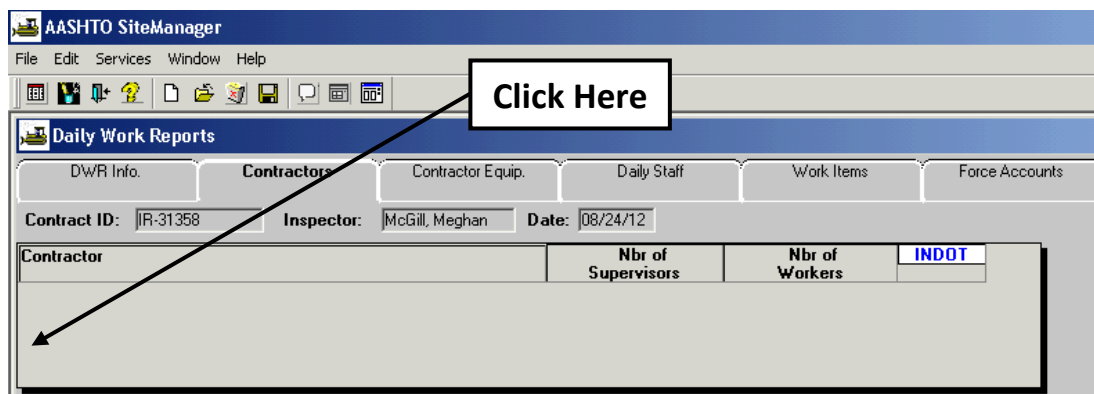 AASHTO SiteManager
File Edit Services Window Help
Click Here
Daily Work Reports
DWR Info. Contractors Contractor Equip. Daily Staff Work Items Force Accounts
Contract ID: IR-31358 Inspector: McGill, Meghan Date: 08/24/12
Contractor Nbr of Supervisors Nbr of Workers INDOT